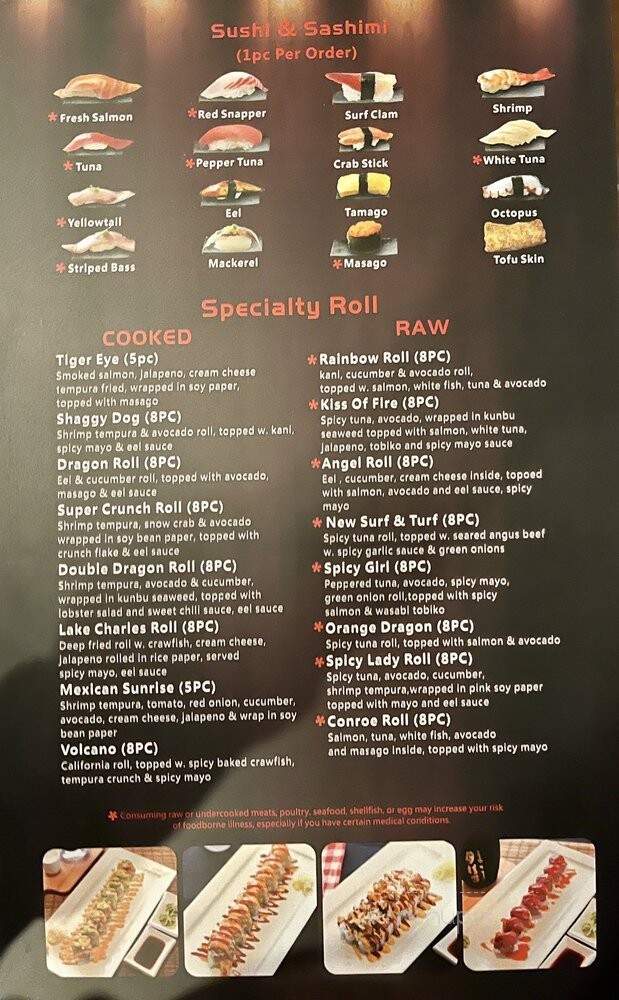 Sushi & Sashimi
(1pc Per Order)
* Fresh Salmon
* Red Snapper
Surf Clam
Shrimp
* Tuna
* Pepper Tuna
Crab Stick
* White Tuna
* Yellowtail
Eel
Tamago
Octopus
* Striped Bass
Mackerel
* Masago
Tofu Skin
Specialty Roll
COOKED
Tiger Eye (5pc)
Smoked salmon, jalapeno, cream cheese
tempura fried, wrapped in soy paper,
topped with masago
Shaggy Dog (8PC)
Shrimp tempura & avocado roll, topped w. kani,
spicy mayo & eel sauce
Dragon Roll (8PC)
Eel & cucumber roll, topped with avocado,
masago & eel sauce
Super Crunch Roll (8PC)
Shrimp tempura, snow crab & avocado
wrapped in soy bean paper, topped with
crunch flake & eel sauce
Double Dragon Roll (8PC)
Shrimp tempura, avocado & cucumber,
wrapped in kunbu seaweed, topped with
lobster salad and sweet chili sauce, eel sauce
Lake Charles Roll (8PC)
Deep fried roll w. crawfish, cream cheese,
jalapeno rolled in rice paper, served
spicy mayo, eel sauce
Mexican Sunrise (5PC)
Shrimp tempura, tomato, red onion, cucumber,
avocado, cream cheese, jalapeno & wrap in soy
bean paper
Volcano (8PC)
California roll, topped w. spicy baked crawfish,
tempura crunch & spicy mayo
RAW
* Rainbow Roll (8PC)
kani, cucumber & avocado roll,
topped w. salmon, white fish, tuna & avocado
* Kiss Of Fire (8PC)
Spicy tuna, avocado, wrapped in kunbu
seaweed topped with salmon, white tuna,
jalapeno, tobiko and spicy mayo sauce
* Angel Roll (8PC)
Eel , cucumber, cream cheese inside, topoed
with salmon, avocado and eel sauce, spicy
mayo
* New Surf & Turf (8PC)
Spicy tuna roll, topped w. seared angus beef
w. spicy garlic sauce & green onions
* Spicy Girl (8PC)
Peppered tuna, avocado, spicy mayo,
green onion roll,topped with spicy
salmon & wasabi tobiko
* Orange Dragon (8PC)
Spicy tuna roll, topped with salmon & avocado
* Spicy Lady Roll (8PC)
Spicy tuna, avocado, cucumber,
shrimp tempura,wrapped in pink soy paper
topped with mayo and eel sauce
* Conroe Roll (8PC)
Salmon, tuna, white fish, avocado
and masago inside, topped with spicy mayo
* Consuming raw or undercooked meats, poultry, seafood, shellfish, or egg may increase your risk
of foodborne illness, especially if you have certain medical conditions.